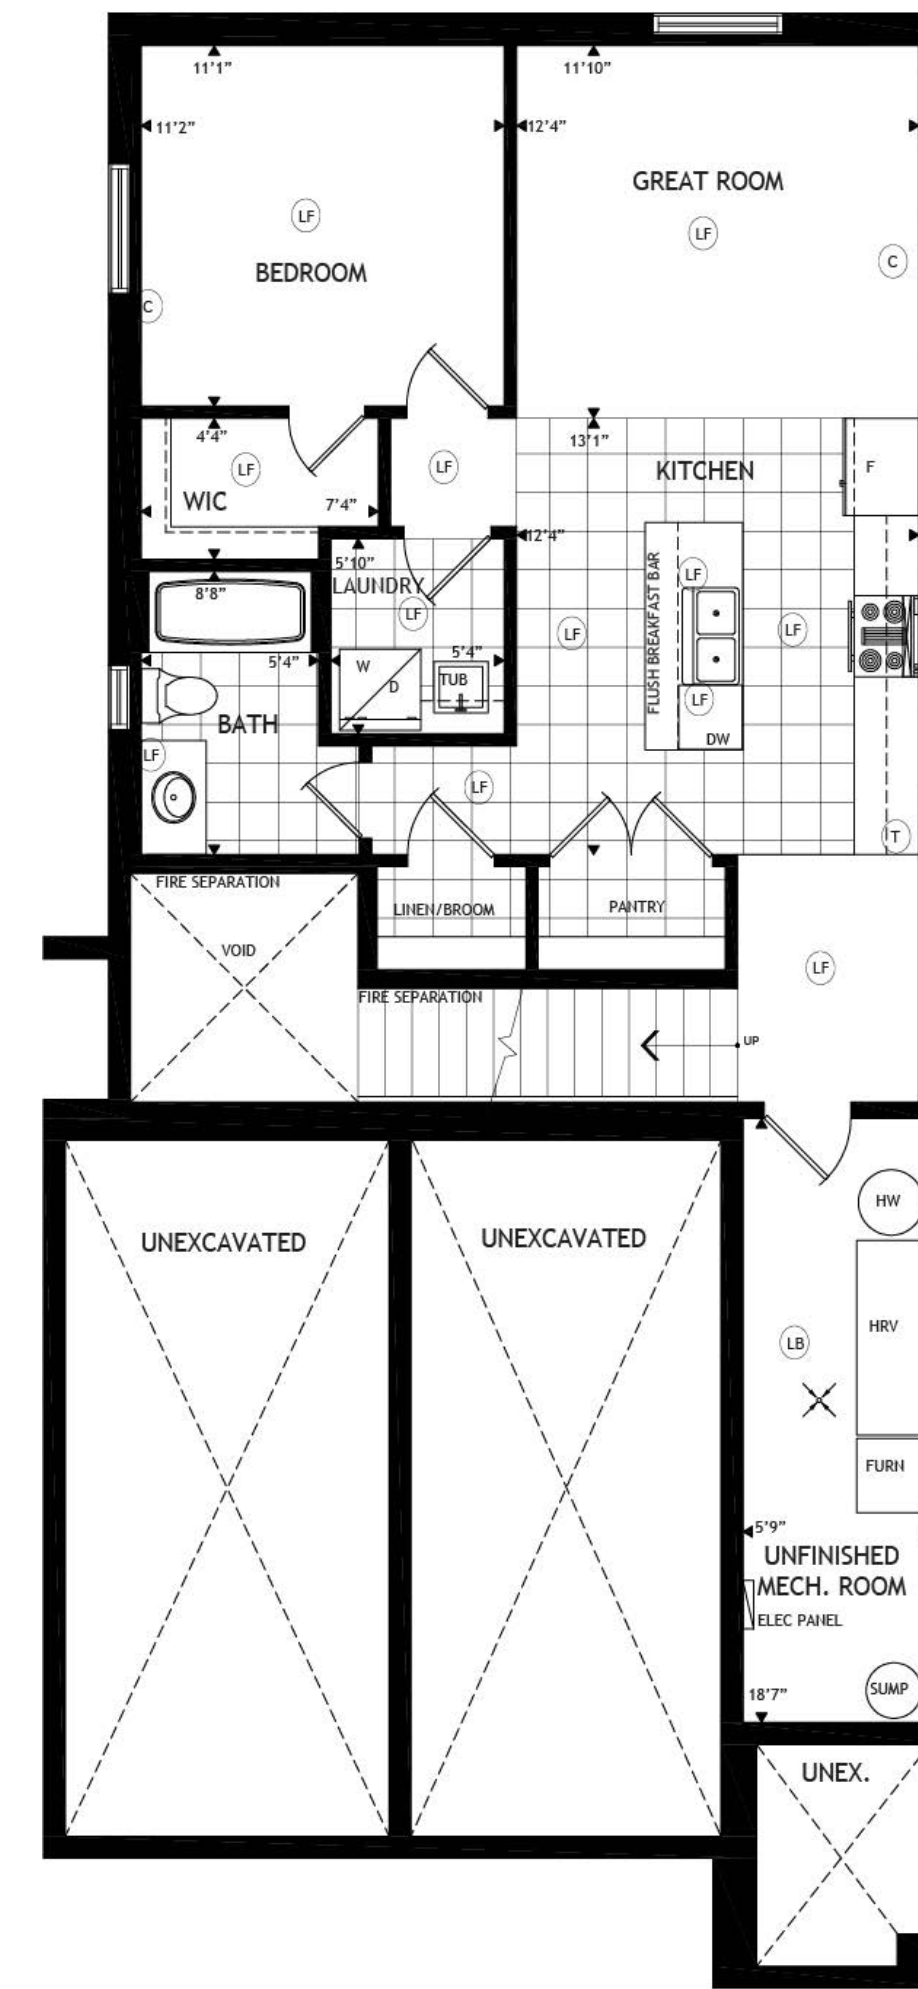 11'1"
11'10"
11'2"
12'4"
GREAT ROOM
LF
LF
C
BEDROOM
C
4'4"
13'1"
LF
LF
KITCHEN
F
WIC
7'4"
12'4"
5'10"
LAUNDRY
FLUSH BREAKFAST BAR
LF
8'8"
LF
LF
LF
5'4"
5'4"
W
D
TUB
LF
BATH
DW
LF
LF
T
FIRE SEPARATION
LINEN/BROOM
PANTRY
VOID
LF
FIRE SEPARATION
UP
HW
UNEXCAVATED
UNEXCAVATED
HRV
LB
FURN
5'9"
UNFINISHED
MECH. ROOM
ELEC PANEL
SUMP
18'7"
UNEX.